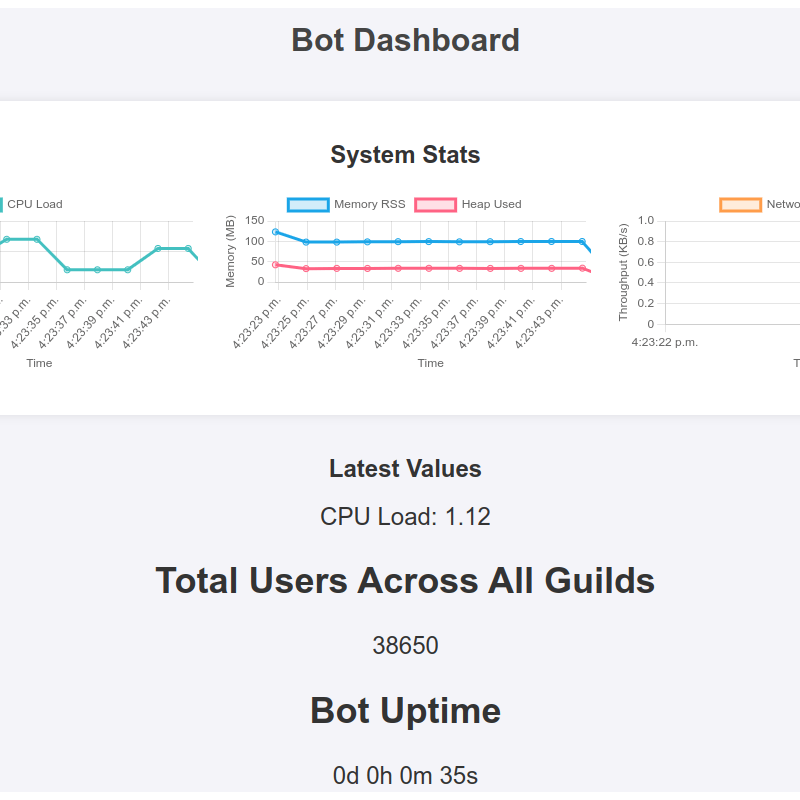 Bot Dashboard
System Stats
CPU Load
Memory RSS Heap Used
Memory (MB)
150
100
50
0
Throughput (KB/s)
1.0
0.8
0.6
0.4
0.2
0
4:23:35 p.m.
4:23:37 p.m.
4:23:39 p.m.
4:23:41 p.m.
4:23:43 p.m.
4:23:23 p.m.
4:23:25 p.m.
4:23:27 p.m.
4:23:29 p.m.
4:23:31 p.m.
4:23:33 p.m.
4:23:35 p.m.
4:23:37 p.m.
4:23:39 p.m.
4:23:41 p.m.
4:23:43 p.m.
4:23:22 p.m.
Time
Time
Latest Values
CPU Load: 1.12
Total Users Across All Guilds
38650
Bot Uptime
0d 0h 0m 35s